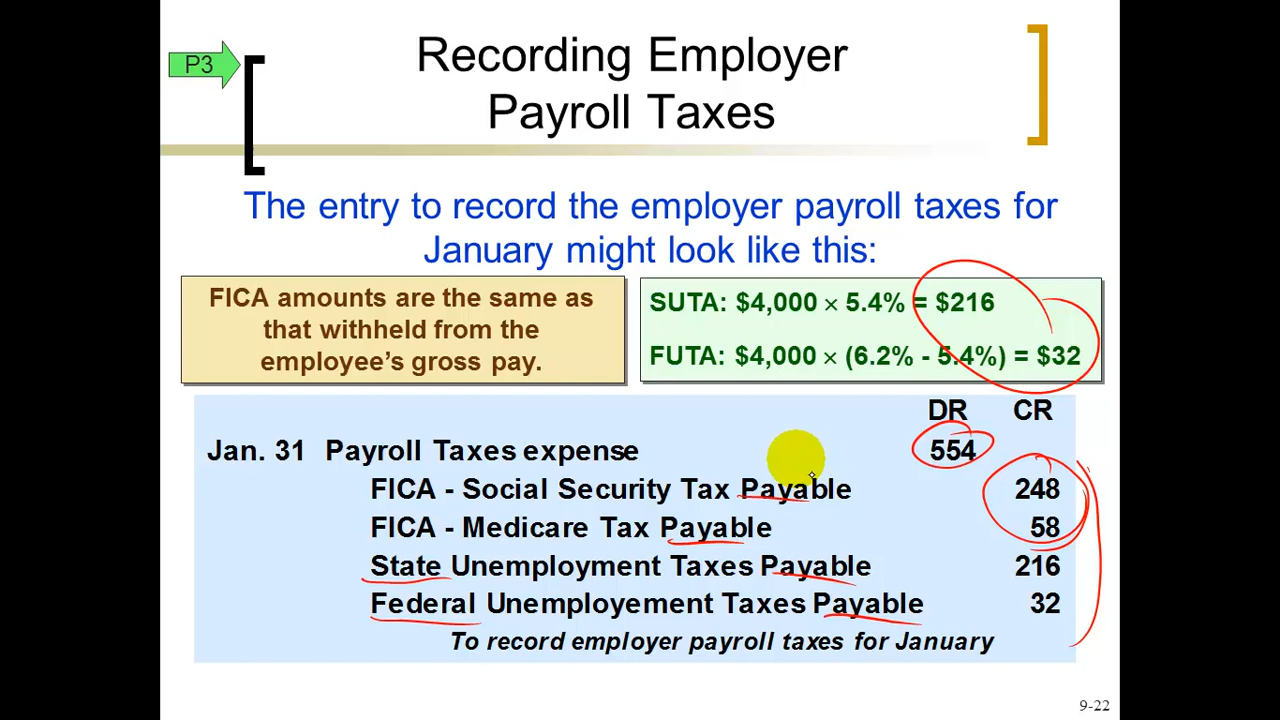 P3
Recording Employer
Payroll Taxes
The entry to record the employer payroll taxes for
January might look like this:
FICA amounts are the same as
that withheld from the
employee's gross pay.
SUTA: $4,000 × 5.4% = $216
FUTA: $4,000 × (6.2% - 5.4%) = $32
DR CR
Jan. 31 Payroll Taxes expense 554
FICA - Social Security Tax Payable 248
FICA - Medicare Tax Payable 58
State Unemployment Taxes Payable 216
Federal Unemployement Taxes Payable 32
To record employer payroll taxes for January
9-22